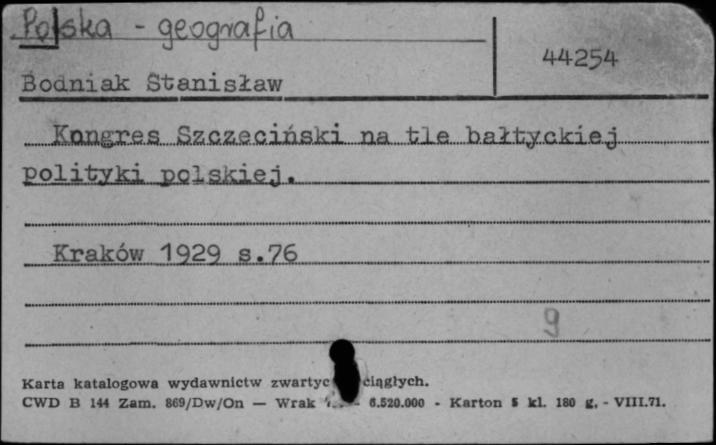 Polska - geografia
44254
Bodniak Stanisław
Kongres Szczeciński na tle bałtyckiej
polityki polskiej.
Kraków 1929 s.76
9
Karta katalogowa wydawnictw ciągłych.
CWD B 144 Zam. 869/Dw/On — Wrak - 6.520.000 - Karton 5 kl. 180 g. - VIII.71.